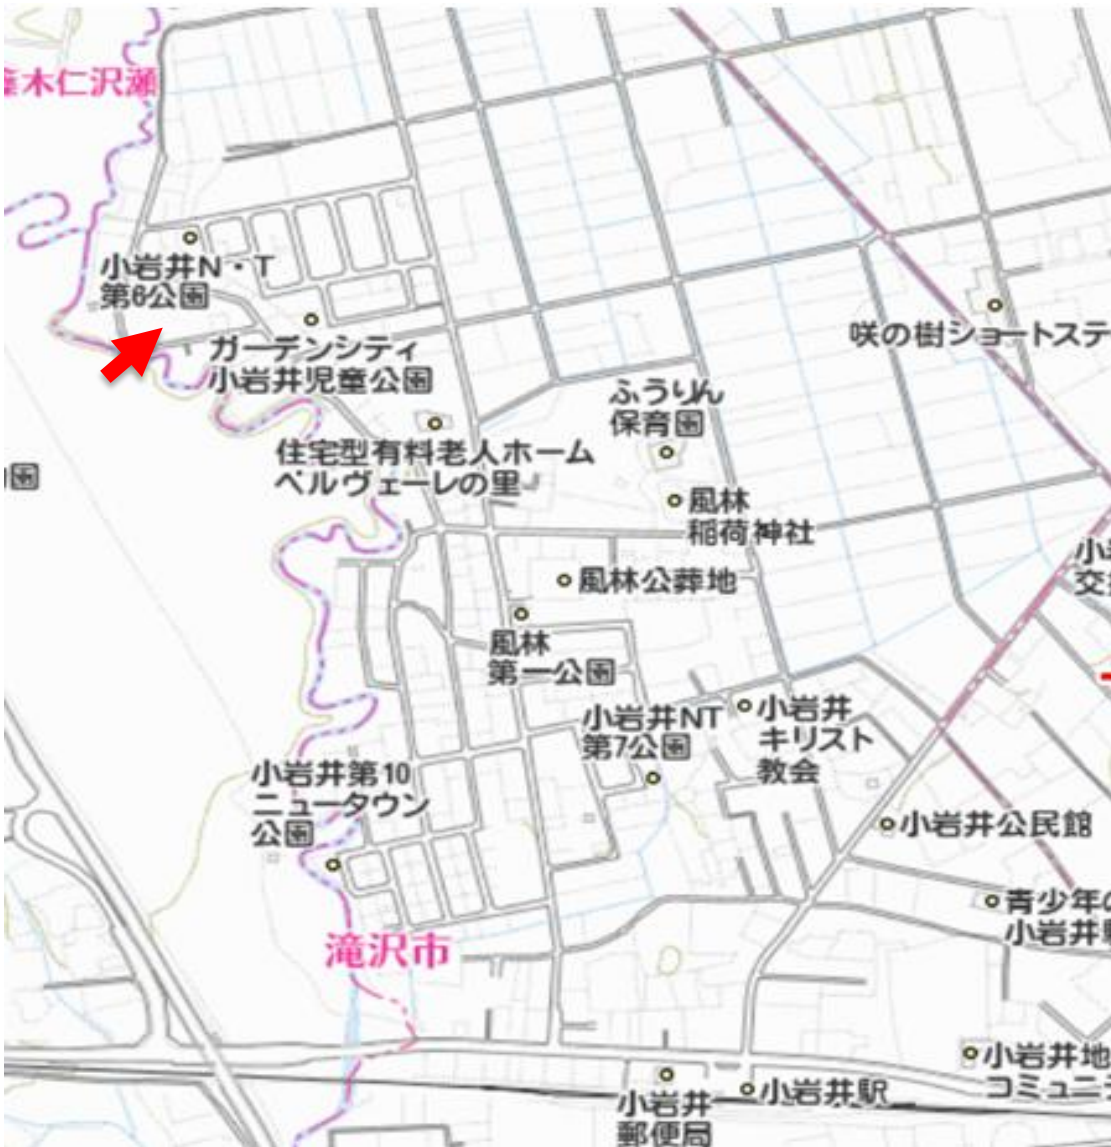 木仁沢瀬
小岩井N・T
第6公園
ガーデンシティ
小岩井児童公園
咲の樹ショートステ
ふうりん
保育園
住宅型有料老人ホーム
ベルヴェーレの里
園
風林
稲荷神社
小岩
交
風林公葬地
風林
第一公園
小岩井NT
第7公園
小岩井
キリスト
教会
小岩井第10
ニュータウン
公園
小岩井公民館
青少年の
小岩井
滝沢市
小岩井地
コミュニテ
小岩井駅
小岩井
郵便局